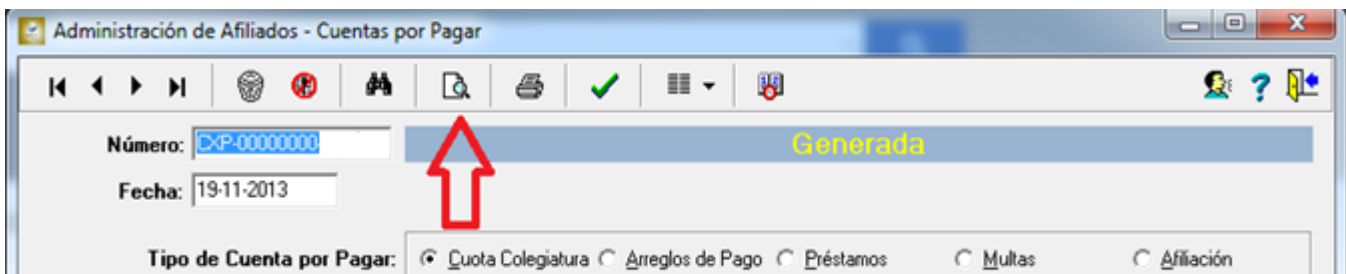 Administración de Afiliados - Cuentas por Pagar
Número: CXP-00000000 Generada
Fecha: 19-11-2013
Tipo de Cuenta por Pagar: Cuota Colegiatura Arreglos de Pago Préstamos Multas Afiliación